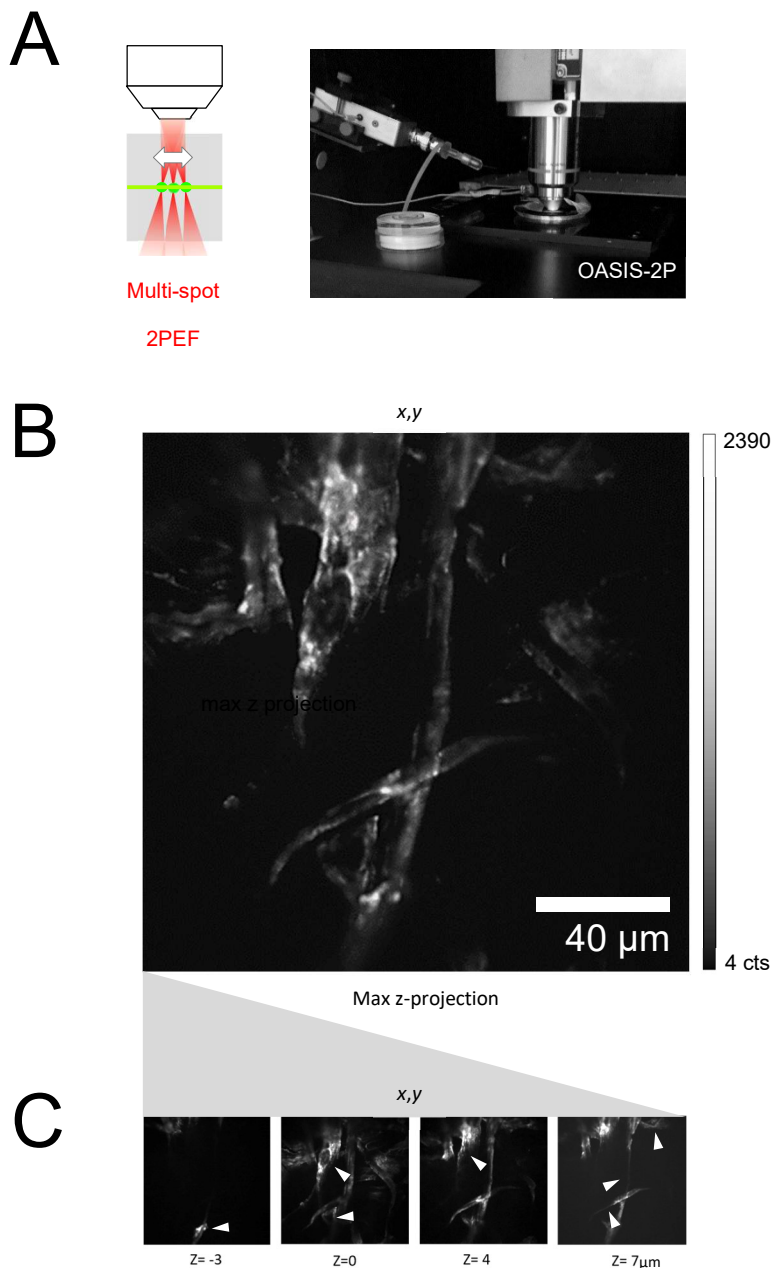 A
Multi-spot
2PEF
OASIS-2P
B
x,y
2390
max z projection
40 µm
4 cts
Max z-projection
C
x,y
Z= -3
Z=0
Z= 4
Z= 7µm